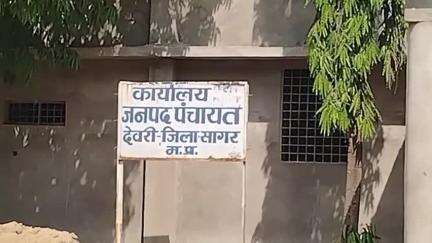 कार्यालय
जनपद पंचायत
देवरी-जिला सागर
म.प्र.